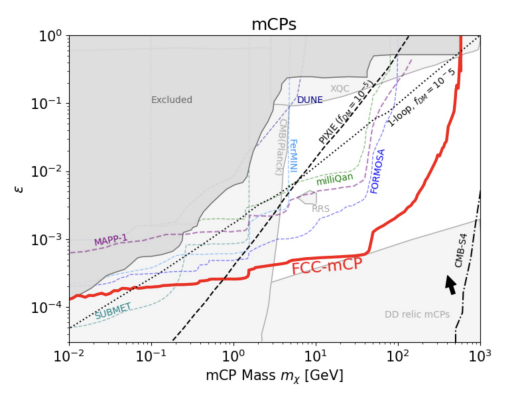 mCPs
10^0
10^-1
10^-2
10^-3
10^-4
ε
Excluded
XQC
DUNE
PIXIE (f_DM = 10^-5)
1-loop, f_DM = 10^-5
CMB(Planck)
FerMINI
milliQan
FORMOSA
RRS
MAPP-1
FCC-mCP
CMB-S4
SUBMET
DD relic mCPs
10^-2
10^-1
10^0
10^1
10^2
10^3
mCP Mass m_χ [GeV]